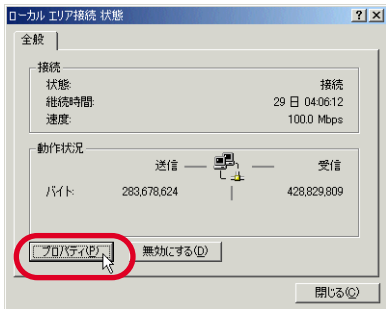 ローカル エリア接続 状態
全般
接続
状態: 接続
継続時間: 29 日 04:06:12
速度: 100.0 Mbps
動作状況
送信 受信
バイト: 283,678,624 428,829,809
プロパティ(P) 無効にする(D)
閉じる(C)